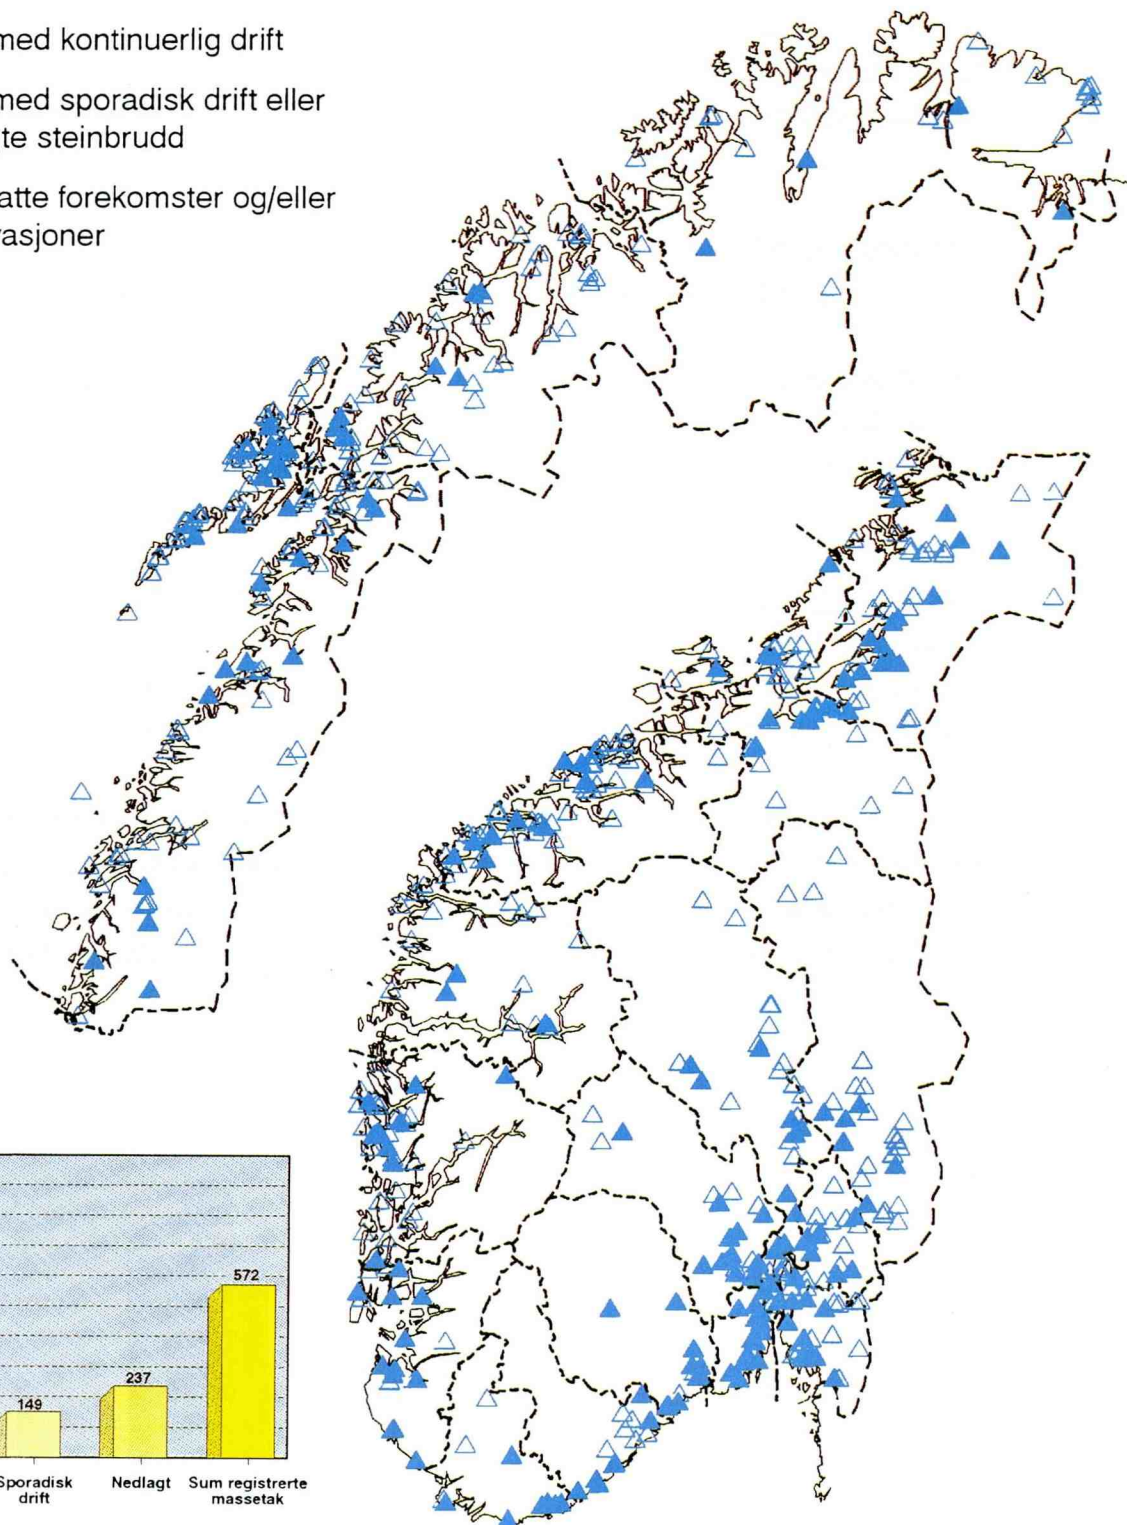 med kontinuerlig drift
med sporadisk drift eller
te steinbrudd
atte forekomster og/eller
vasjoner
572
237
149
Sporadisk
drift
Nedlagt
Sum registrerte
massetak